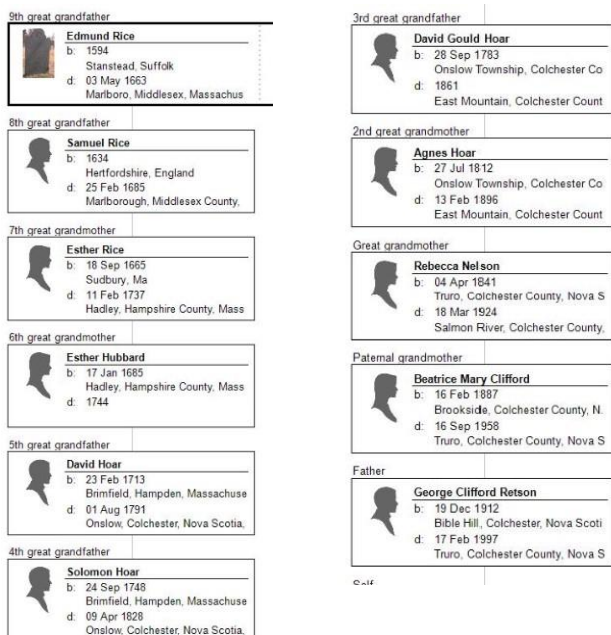 9th great grandfather
Edmund Rice
b: 1594
Stanstead, Suffolk
d: 03 May 1663
Marlboro, Middlesex, Massachus
8th great grandfather
Samuel Rice
b: 1634
Hertfordshire, England
d: 25 Feb 1685
Marlborough, Middlesex County,
7th great grandmother
Esther Rice
b: 18 Sep 1665
Sudbury, Ma
d: 11 Feb 1737
Hadley, Hampshire County, Mass
6th great grandmother
Esther Hubbard
b: 17 Jan 1685
Hadley, Hampshire County, Mass
d: 1744
5th great grandfather
David Hoar
b: 23 Feb 1713
Brimfield, Hampden, Massachuse
d: 01 Aug 1791
Onslow, Colchester, Nova Scotia,
4th great grandfather
Solomon Hoar
b: 24 Sep 1748
Brimfield, Hampden, Massachuse
d: 09 Apr 1828
Onslow, Colchester, Nova Scotia,
3rd great grandfather
David Gould Hoar
b: 28 Sep 1783
Onslow Township, Colchester Co
d: 1861
East Mountain, Colchester Count
2nd great grandmother
Agnes Hoar
b: 27 Jul 1812
Onslow Township, Colchester Co
d: 13 Feb 1896
East Mountain, Colchester Count
Great grandmother
Rebecca Nelson
b: 04 Apr 1841
Truro, Colchester County, Nova S
d: 18 Mar 1924
Salmon River, Colchester County,
Paternal grandmother
Beatrice Mary Clifford
b: 16 Feb 1887
Brookside, Colchester County, N.
d: 16 Sep 1958
Truro, Colchester County, Nova S
Father
George Clifford Retson
b: 19 Dec 1912
Bible Hill, Colchester, Nova Scoti
d: 17 Feb 1997
Truro, Colchester County, Nova S
Self